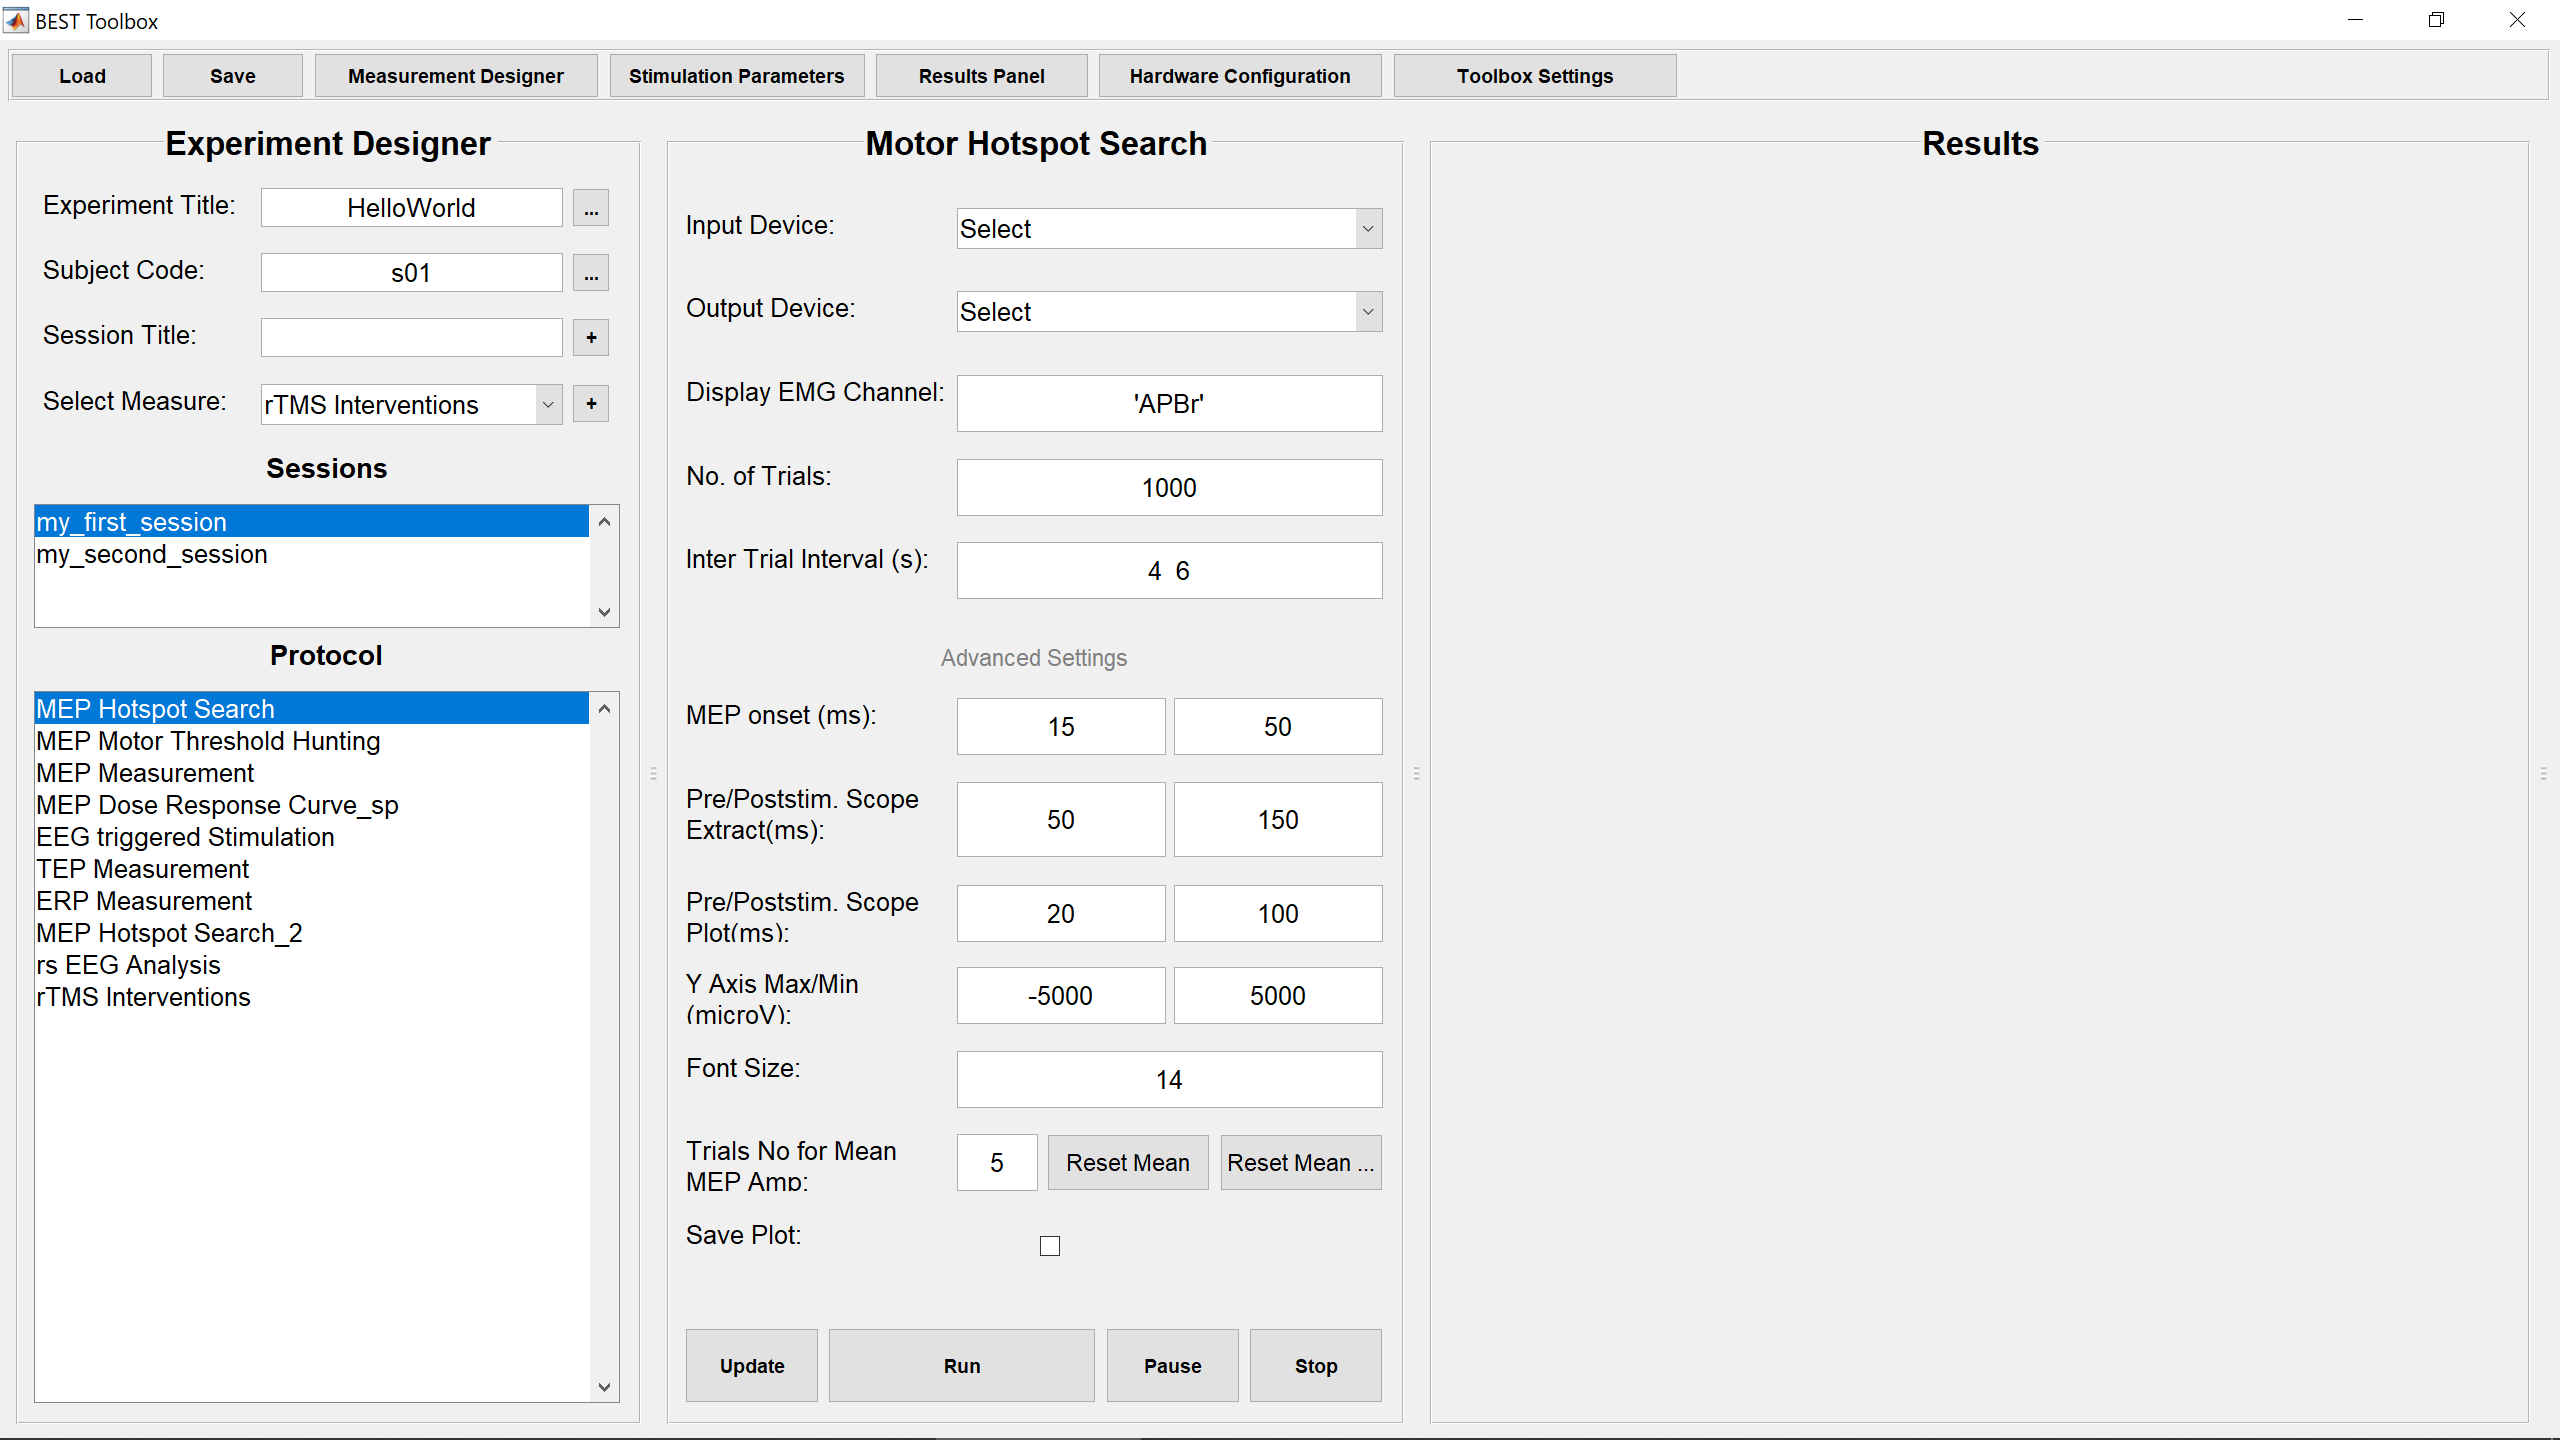 BEST Toolbox
Load
Save
Measurement Designer
Stimulation Parameters
Results Panel
Hardware Configuration
Toolbox Settings
Experiment Designer
Experiment Title:
HelloWorld
...
Subject Code:
s01
...
Session Title:
+
Select Measure:
rTMS Interventions
+
Sessions
my_first_session
my_second_session
Protocol
MEP Hotspot Search
MEP Motor Threshold Hunting
MEP Measurement
MEP Dose Response Curve_sp
EEG triggered Stimulation
TEP Measurement
ERP Measurement
MEP Hotspot Search_2
rs EEG Analysis
rTMS Interventions
Motor Hotspot Search
Input Device:
Select
Output Device:
Select
Display EMG Channel:
'APBr'
No. of Trials:
1000
Inter Trial Interval (s):
4 6
Advanced Settings
MEP onset (ms):
15
50
Pre/Poststim. Scope
Extract(ms):
50
150
Pre/Poststim. Scope
Plot(ms):
20
100
Y Axis Max/Min
(microV):
-5000
5000
Font Size:
14
Trials No for Mean
MEP Amp:
5
Reset Mean
Reset Mean ...
Save Plot:
Update
Run
Pause
Stop
Results